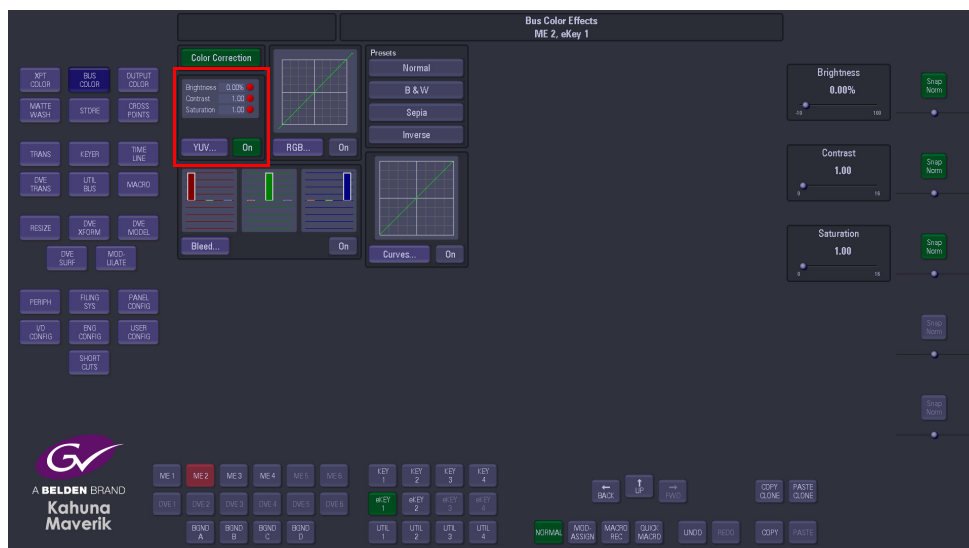 Bus Color Effects
ME 2, eKey 1
XPT COLOR
BUS COLOR
OUTPUT COLOR
MATTE WASH
STORE
CROSS POINTS
TRANS
KEYER
TIME LINE
DVE TRANS
UTIL BUS
MACRO
RESIZE
DVE XFORM
DVE MODEL
DVE SURF
MOD- ULATE
PERIPH
FILING SYS
PANEL CONFIG
I/O CONFIG
ENG CONFIG
USER CONFIG
SHORT CUTS
Color Correction
Brightness 0.00%
Contrast 1.00
Saturation 1.00
YUV... On
RGB... On
Bleed... On
Presets
Normal
B & W
Sepia
Inverse
Curves... On
Brightness
0.00%
-10 100
Snap Norm
Contrast
1.00
0 16
Snap Norm
Saturation
1.00
0 16
Snap Norm
Snap Norm
Snap Norm
GV
A BELDEN BRAND
Kahuna
Maverik
ME 1 ME 2 ME 3 ME 4 ME 5 ME 6
DVE 1 DVE 2 DVE 3 DVE 4 DVE 5 DVE 6
BGND A BGND B BGND C BGND D
KEY 1 KEY 2 KEY 3 KEY 4
eKEY 1 eKEY 2 eKEY 3 eKEY 4
UTIL 1 UTIL 2 UTIL 3 UTIL 4
BACK UP FWD
COPY CLONE PASTE CLONE
NORMAL MOD- ASSIGN MACRO REC QUICK MACRO UNDO REDO COPY PASTE